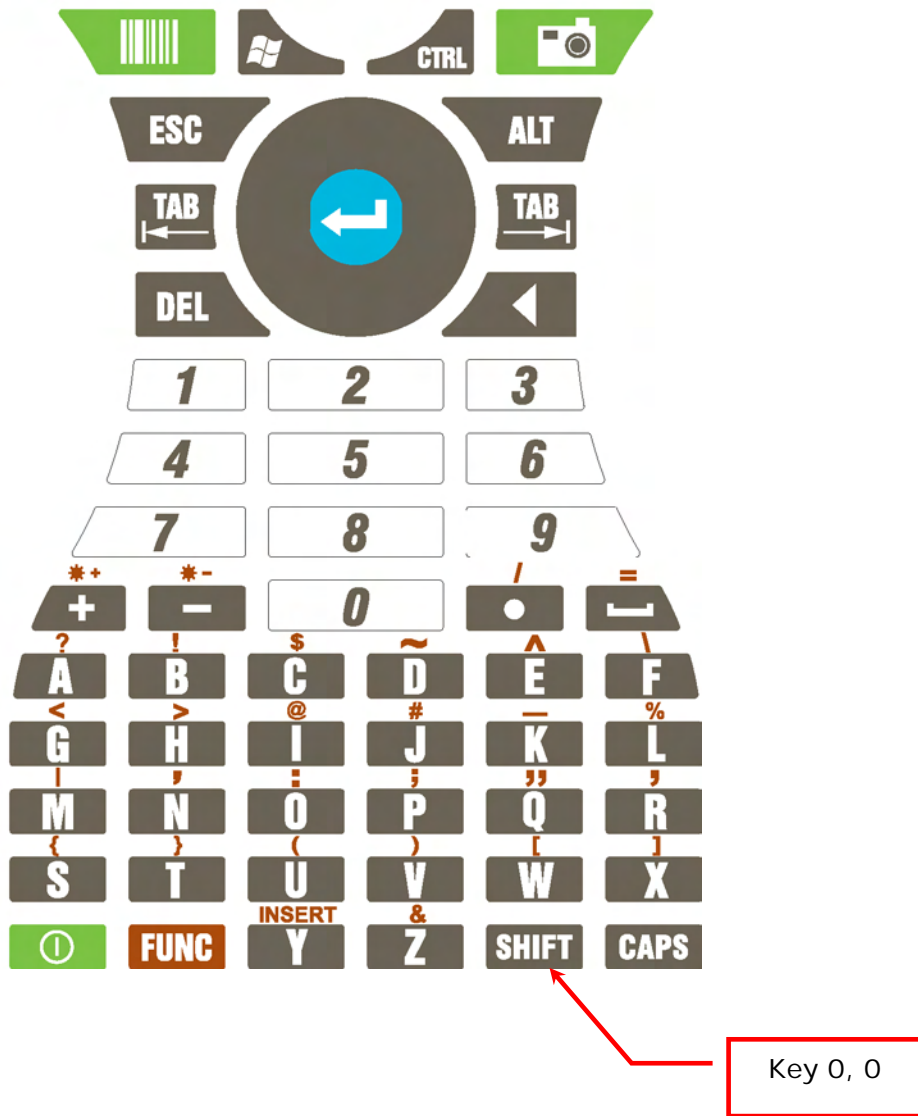 CTRL
ESC ALT
TAB TAB
DEL
1 2 3
4 5 6
7 8 9
+ - / =
+ - 0 .
? ! $ ~ ^ \
A B C D E F
< > @ # _ %
G H I J K L
| , : ; ,, ,
M N O P Q R
{ } ( ) [ ]
S T U V W X
INSERT &
FUNC Y Z SHIFT CAPS
Key 0, 0